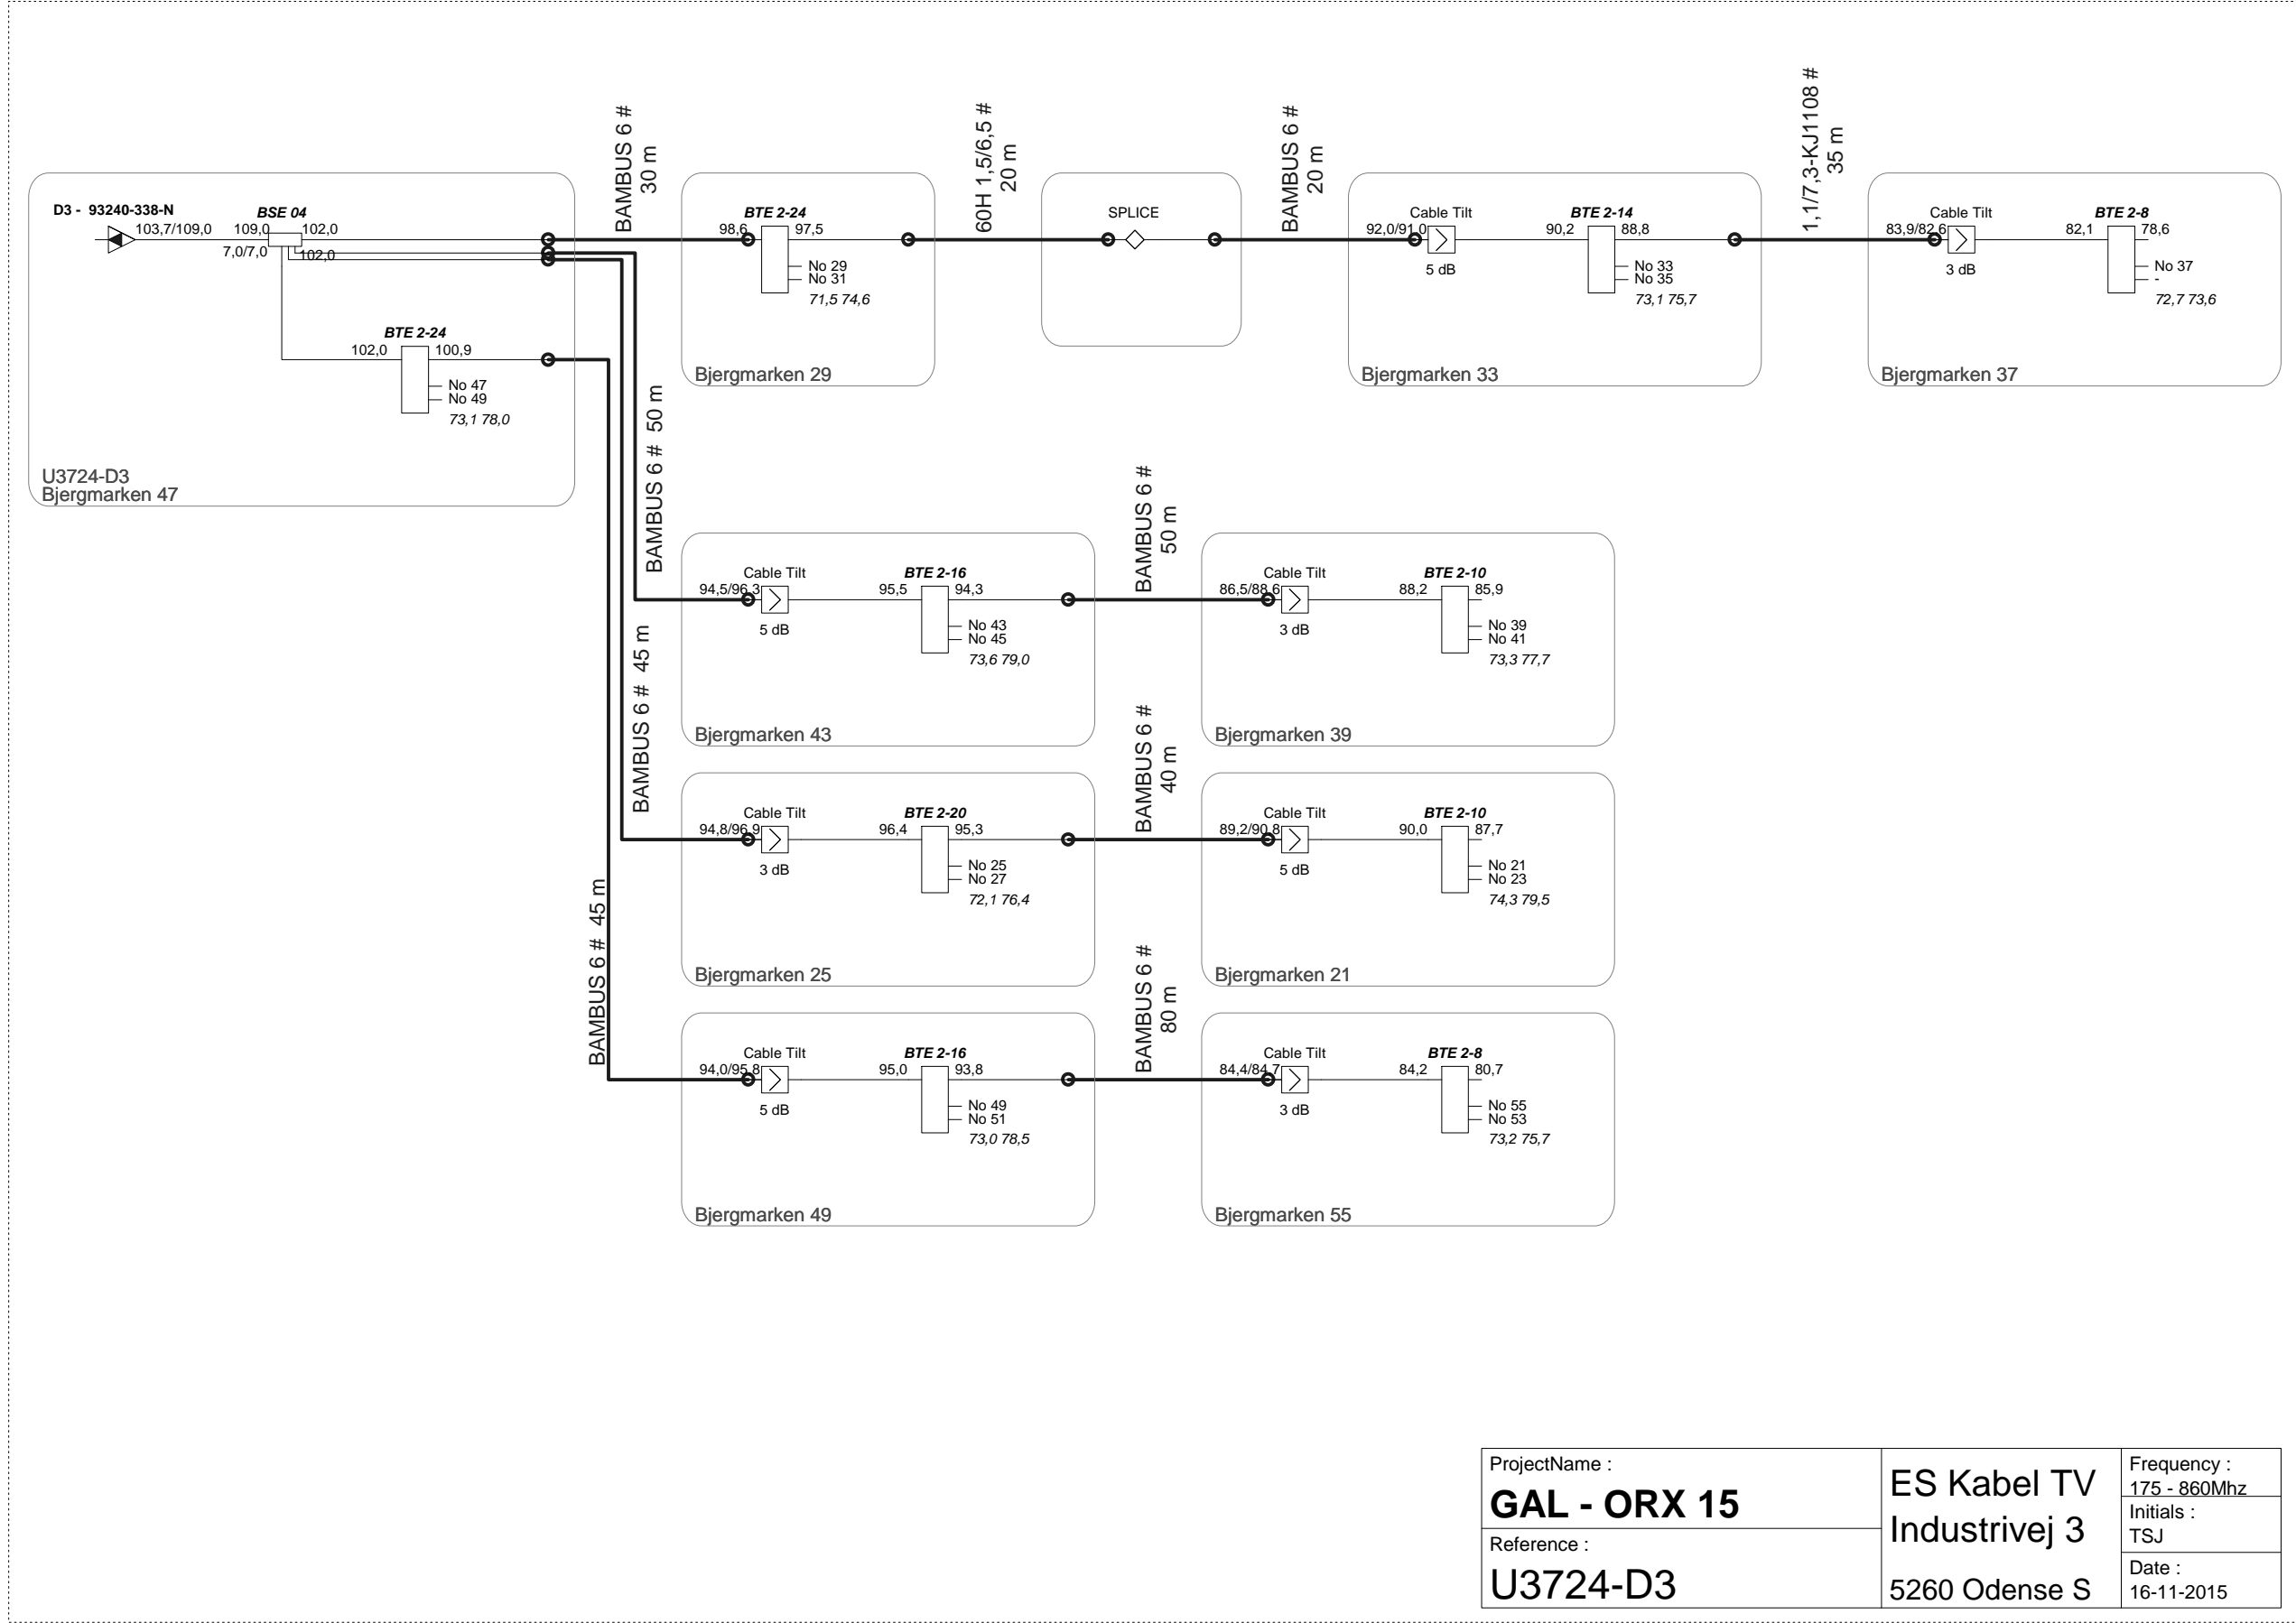 BAMBUS 6 #
30 m
60H 1,5/6,5 #
20 m
BAMBUS 6 #
20 m
1,1/7,3-KJ1108 #
35 m
D3 - 93240-338-N
103,7/109,0
BSE 04
109,0
102,0
7,0/7,0
102,0
BTE 2-24
102,0
100,9
No 47
No 49
73,1 78,0
U3724-D3
Bjergmarken 47
BTE 2-24
98,6
97,5
No 29
No 31
71,5 74,6
Bjergmarken 29
SPLICE
Cable Tilt
92,0/91,0
5 dB
BTE 2-14
90,2
88,8
No 33
No 35
73,1 75,7
Bjergmarken 33
Cable Tilt
83,9/82,6
3 dB
BTE 2-8
82,1
78,6
No 37
-
72,7 73,6
Bjergmarken 37
BAMBUS 6 # 50 m
Cable Tilt
94,5/96,3
5 dB
BTE 2-16
95,5
94,3
No 43
No 45
73,6 79,0
Bjergmarken 43
BAMBUS 6 #
50 m
Cable Tilt
86,5/88,6
3 dB
BTE 2-10
88,2
85,9
No 39
No 41
73,3 77,7
Bjergmarken 39
BAMBUS 6 # 45 m
Cable Tilt
94,8/96,9
3 dB
BTE 2-20
96,4
95,3
No 25
No 27
72,1 76,4
Bjergmarken 25
BAMBUS 6 #
40 m
Cable Tilt
89,2/90,8
5 dB
BTE 2-10
90,0
87,7
No 21
No 23
74,3 79,5
Bjergmarken 21
BAMBUS 6 # 45 m
Cable Tilt
94,0/95,8
5 dB
BTE 2-16
95,0
93,8
No 49
No 51
73,0 78,5
Bjergmarken 49
BAMBUS 6 #
80 m
Cable Tilt
84,4/84,7
3 dB
BTE 2-8
84,2
80,7
No 55
No 53
73,2 75,7
Bjergmarken 55
ProjectName :
GAL - ORX 15
Reference :
U3724-D3
ES Kabel TV
Industrivej 3
5260 Odense S
Frequency :
175 - 860Mhz
Initials :
TSJ
Date :
16-11-2015